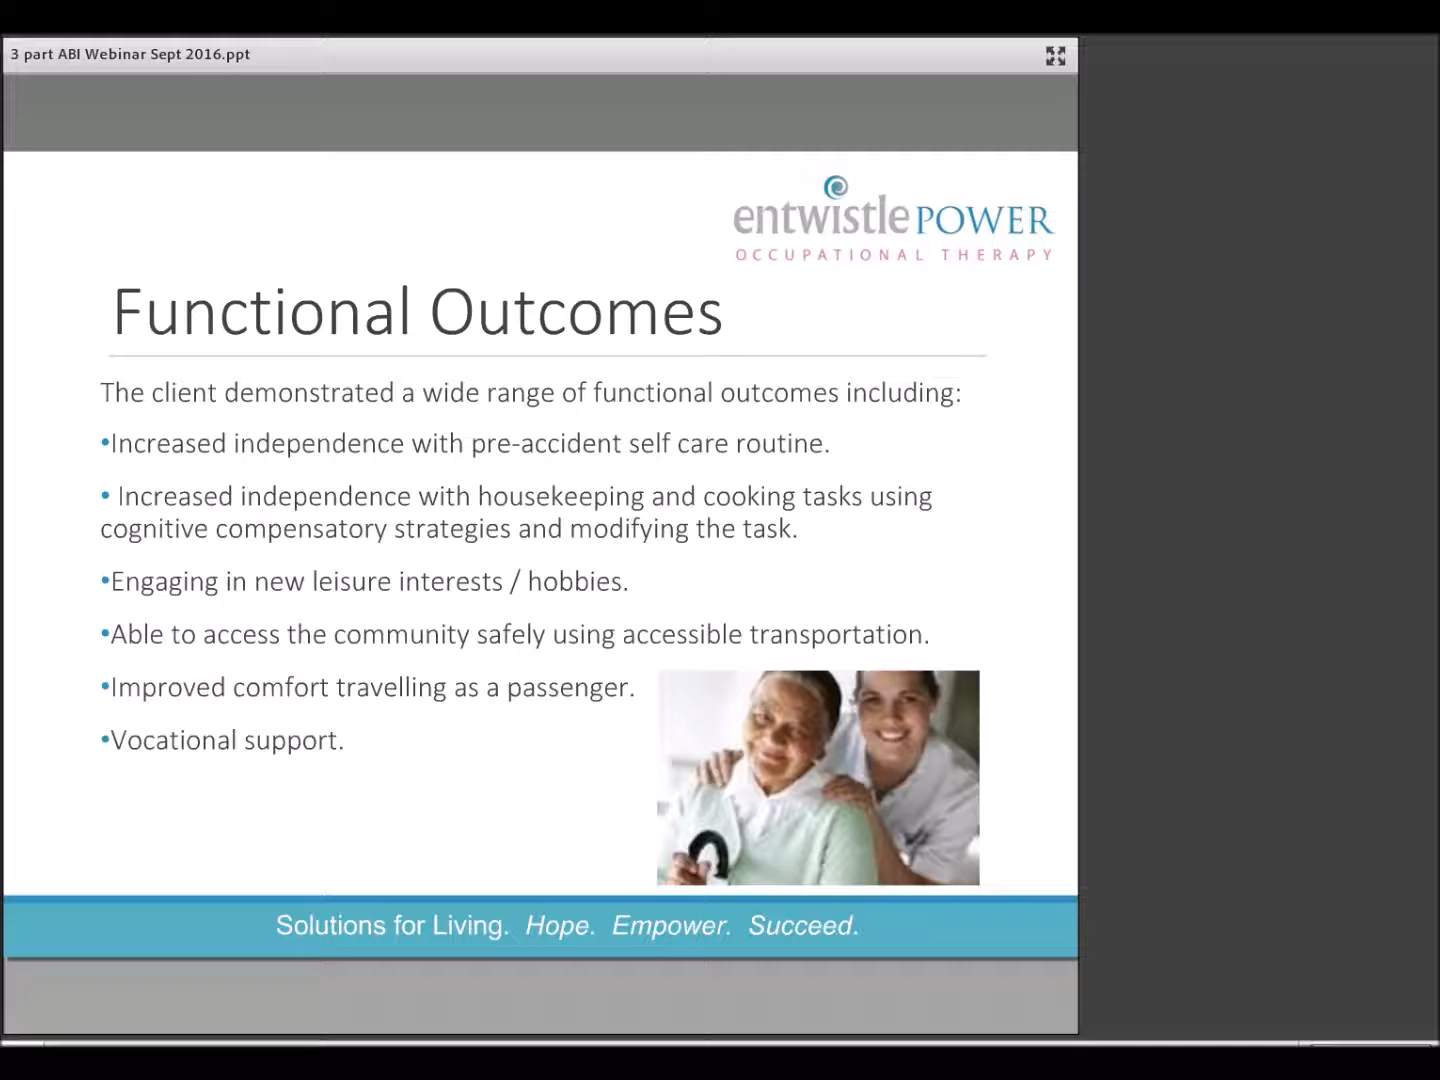 3 part ABI Webinar Sept 2016.ppt
entwistle POWER
OCCUPATIONAL THERAPY
Functional Outcomes
The client demonstrated a wide range of functional outcomes including:
•Increased independence with pre-accident self care routine.
• Increased independence with housekeeping and cooking tasks using
cognitive compensatory strategies and modifying the task.
•Engaging in new leisure interests / hobbies.
•Able to access the community safely using accessible transportation.
•Improved comfort travelling as a passenger.
•Vocational support.
Solutions for Living. Hope. Empower. Succeed.